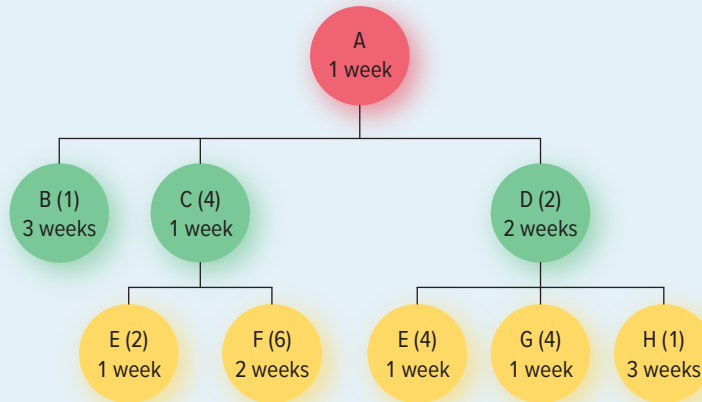 A
1 week
B (1)
3 weeks
C (4)
1 week
D (2)
2 weeks
E (2)
1 week
F (6)
2 weeks
E (4)
1 week
G (4)
1 week
H (1)
3 weeks